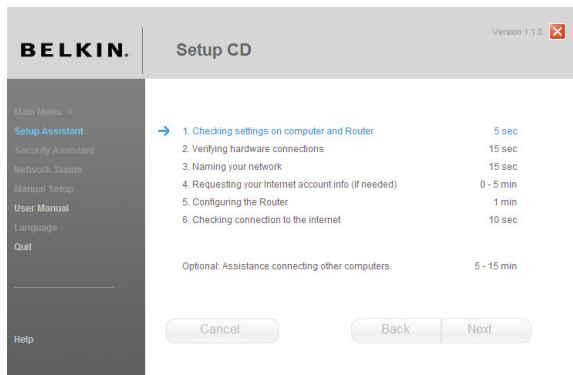 BELKIN.
Setup CD
Version 1.1.0
Main Menu >
Setup Assistant
Security Assistant
Network Status
Manual Setup
User Manual
Language
Quit
Help
1. Checking settings on computer and Router 5 sec
2. Verifying hardware connections 15 sec
3. Naming your network 15 sec
4. Requesting your Internet account info (if needed) 0 - 5 min
5. Configuring the Router 1 min
6. Checking connection to the internet 10 sec
Optional: Assistance connecting other computers. 5 - 15 min
Cancel Back Next